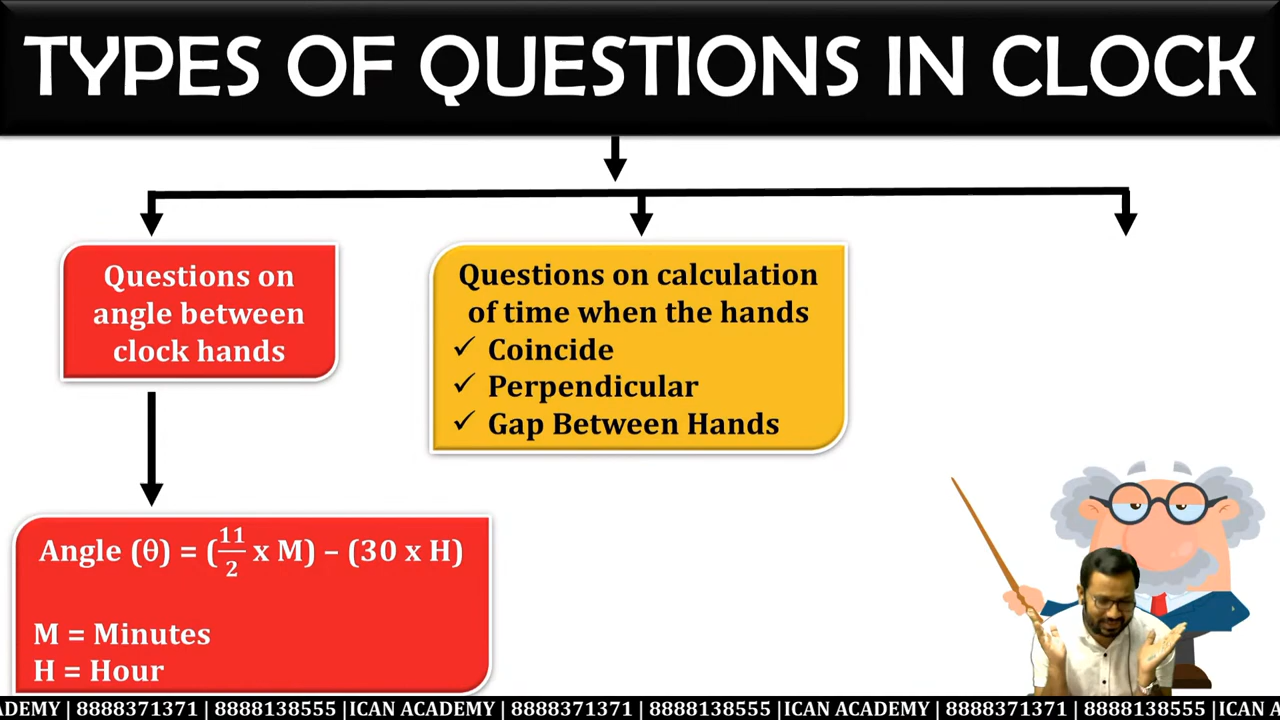 TYPES OF QUESTIONS IN CLOCK
Questions on
angle between
clock hands
Questions on calculation
of time when the hands
✓ Coincide
✓ Perpendicular
✓ Gap Between Hands
Angle (θ) = (11/2 x M) – (30 x H)
M = Minutes
H = Hour
ADEMY | 8888371371 | 8888138555 |ICAN ACADEMY | 8888371371 | 8888138555 |ICAN ACADEMY | 8888371371 | 8888138555 |ICAN A